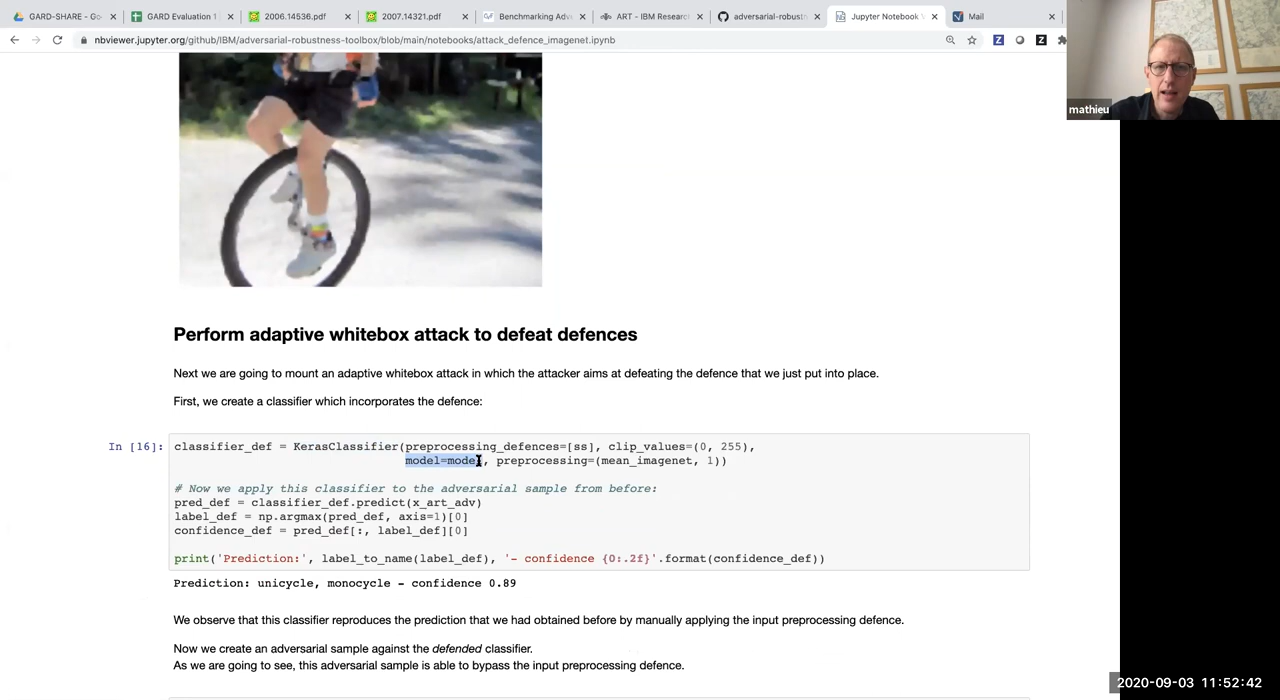 GARD-SHARE - Go
GARD Evaluation 1
2006.14536.pdf
2007.14321.pdf
Benchmarking Adv
ART - IBM Research
adversarial-robustn
Jupyter Notebook V
Mail
nbviewer.jupyter.org/github/IBM/adversarial-robustness-toolbox/blob/main/notebooks/attack_defence_imagenet.ipynb
mathieu
Perform adaptive whitebox attack to defeat defences
Next we are going to mount an adaptive whitebox attack in which the attacker aims at defeating the defence that we just put into place.
First, we create a classifier which incorporates the defence:
In [16]: classifier_def = KerasClassifier(preprocessing_defences=[ss], clip_values=(0, 255),
model=model, preprocessing=(mean_imagenet, 1))
# Now we apply this classifier to the adversarial sample from before:
pred_def = classifier_def.predict(x_art_adv)
label_def = np.argmax(pred_def, axis=1)[0]
confidence_def = pred_def[:, label_def][0]
print('Prediction:', label_to_name(label_def), '- confidence {0:.2f}'.format(confidence_def))
Prediction: unicycle, monocycle - confidence 0.89
We observe that this classifier reproduces the prediction that we had obtained before by manually applying the input preprocessing defence.
Now we create an adversarial sample against the defended classifier.
As we are going to see, this adversarial sample is able to bypass the input preprocessing defence.
2020-09-03 11:52:42